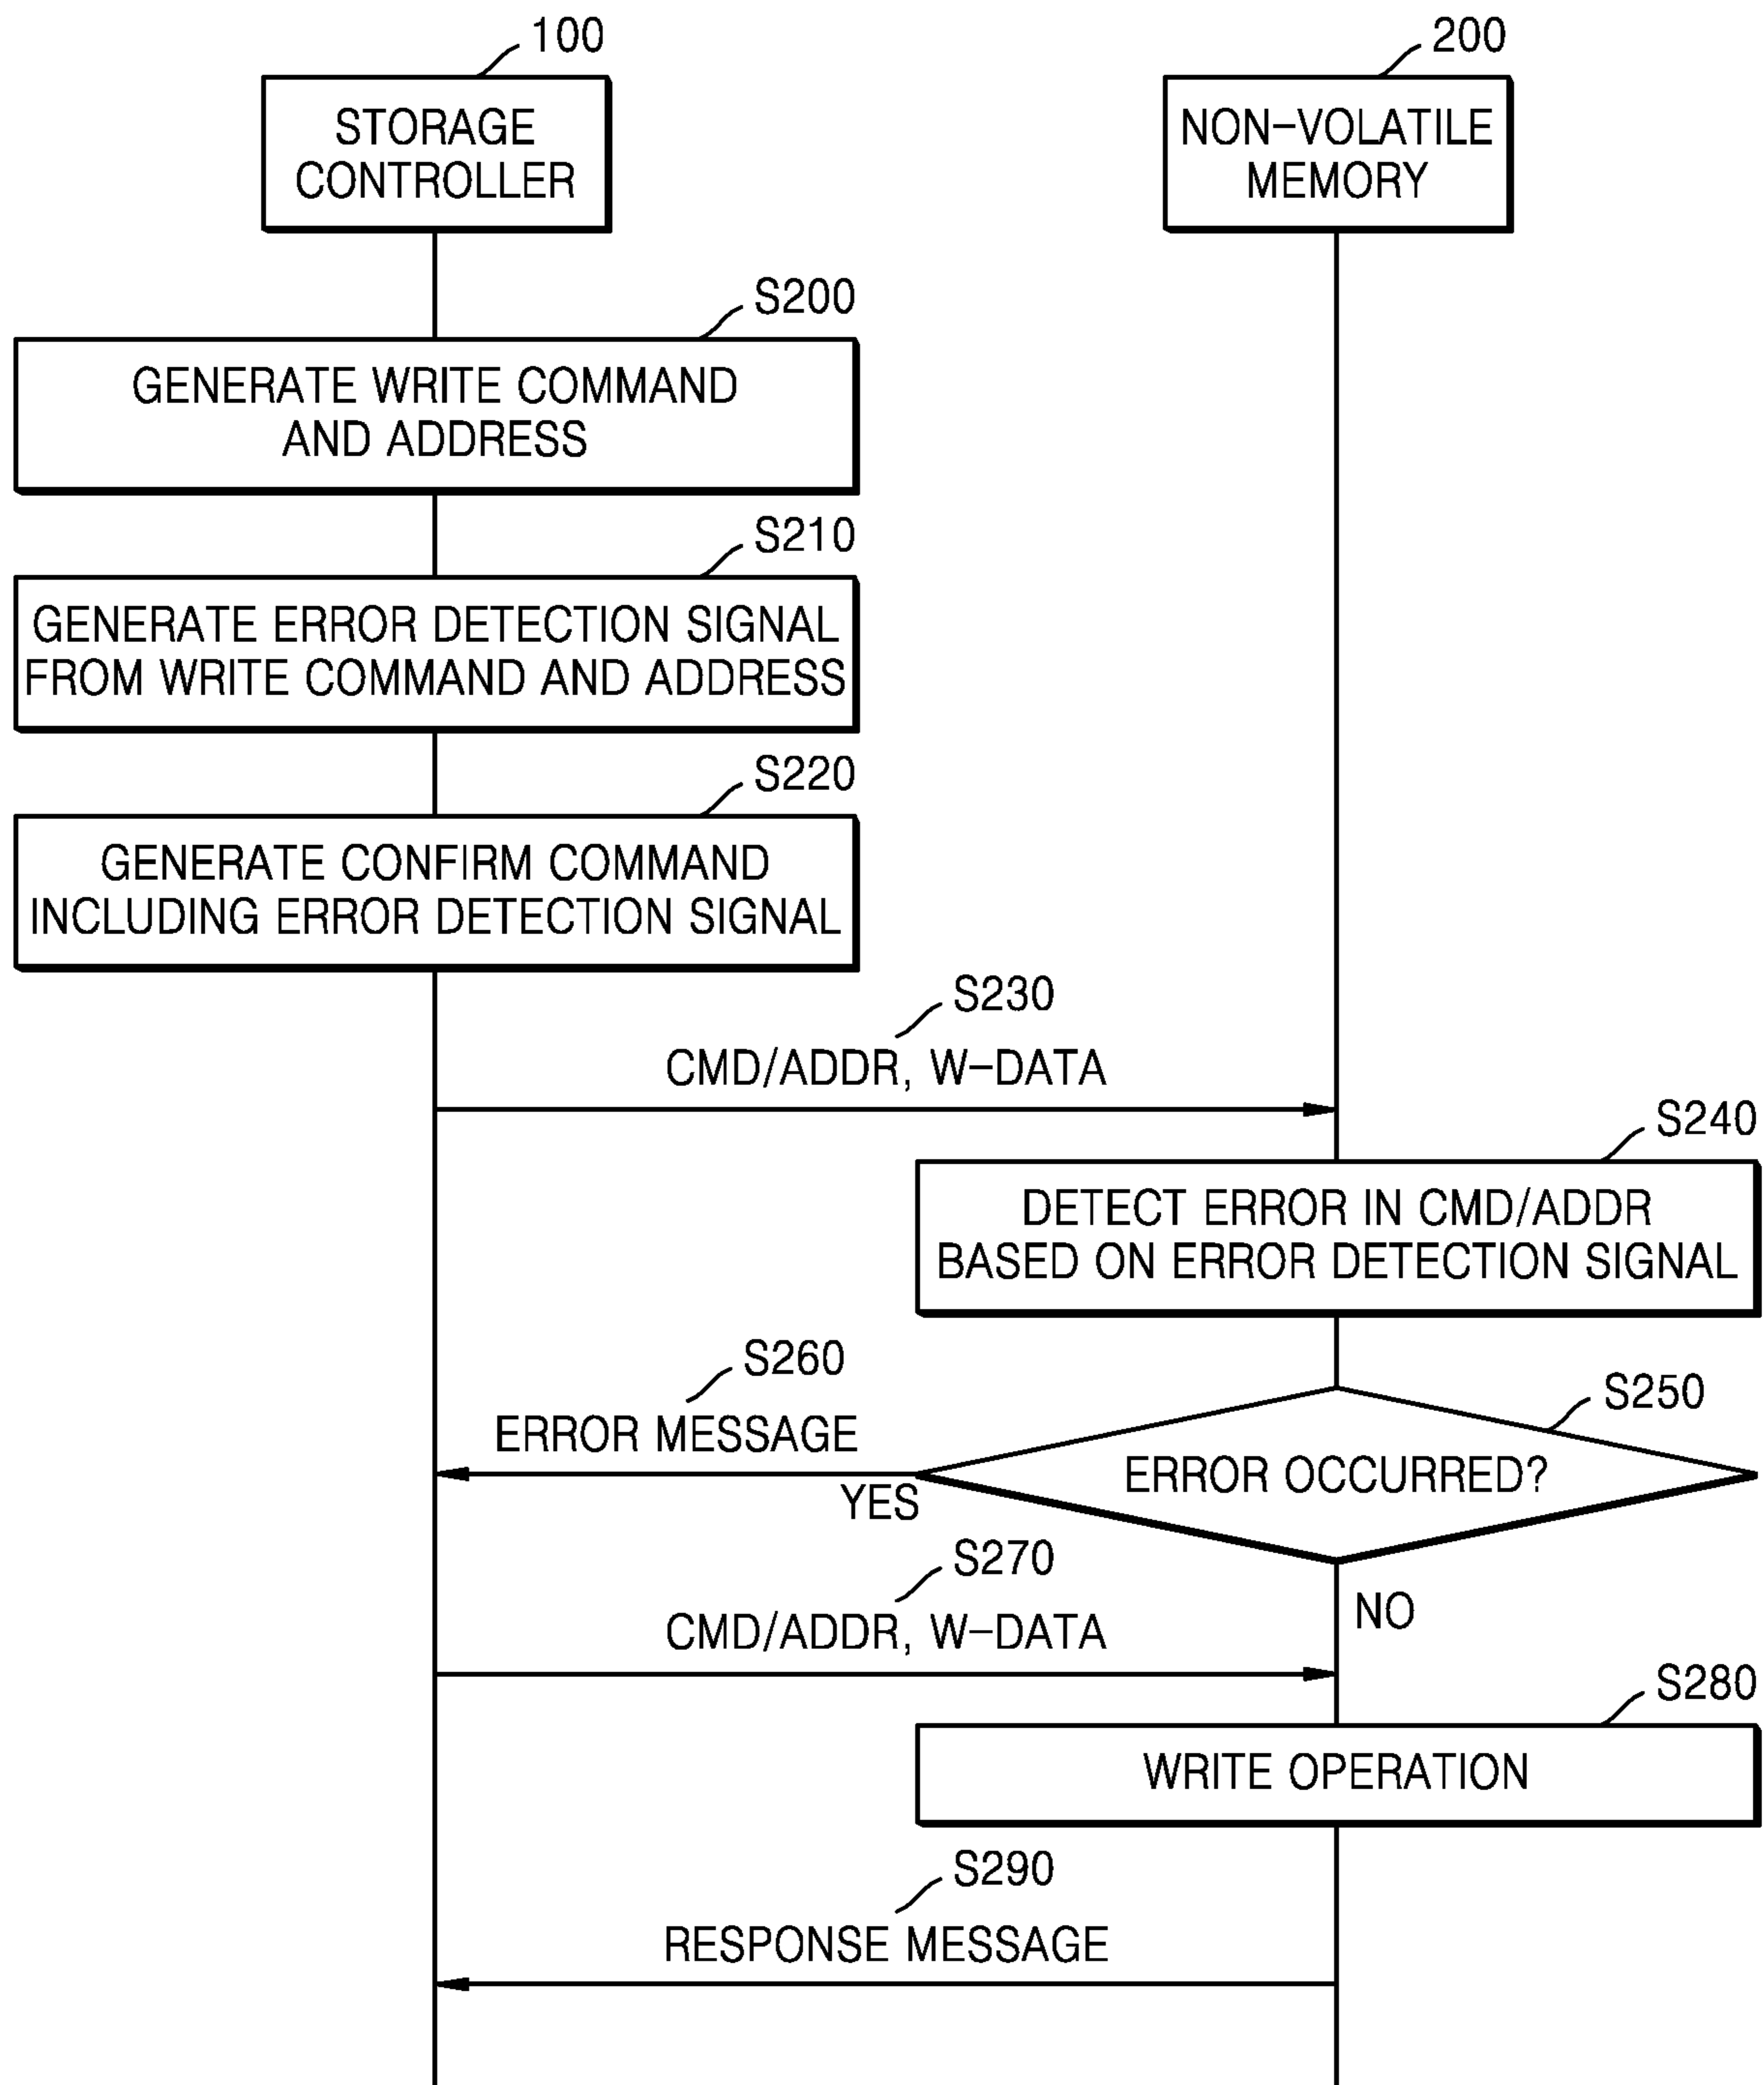 100
200
STORAGE
CONTROLLER
NON-VOLATILE
MEMORY
S200
GENERATE WRITE COMMAND
AND ADDRESS
S210
GENERATE ERROR DETECTION SIGNAL
FROM WRITE COMMAND AND ADDRESS
S220
GENERATE CONFIRM COMMAND
INCLUDING ERROR DETECTION SIGNAL
S230
CMD/ADDR, W-DATA
S240
DETECT ERROR IN CMD/ADDR
BASED ON ERROR DETECTION SIGNAL
S260
ERROR MESSAGE
S250
ERROR OCCURRED?
YES
S270
CMD/ADDR, W-DATA
NO
S280
WRITE OPERATION
S290
RESPONSE MESSAGE